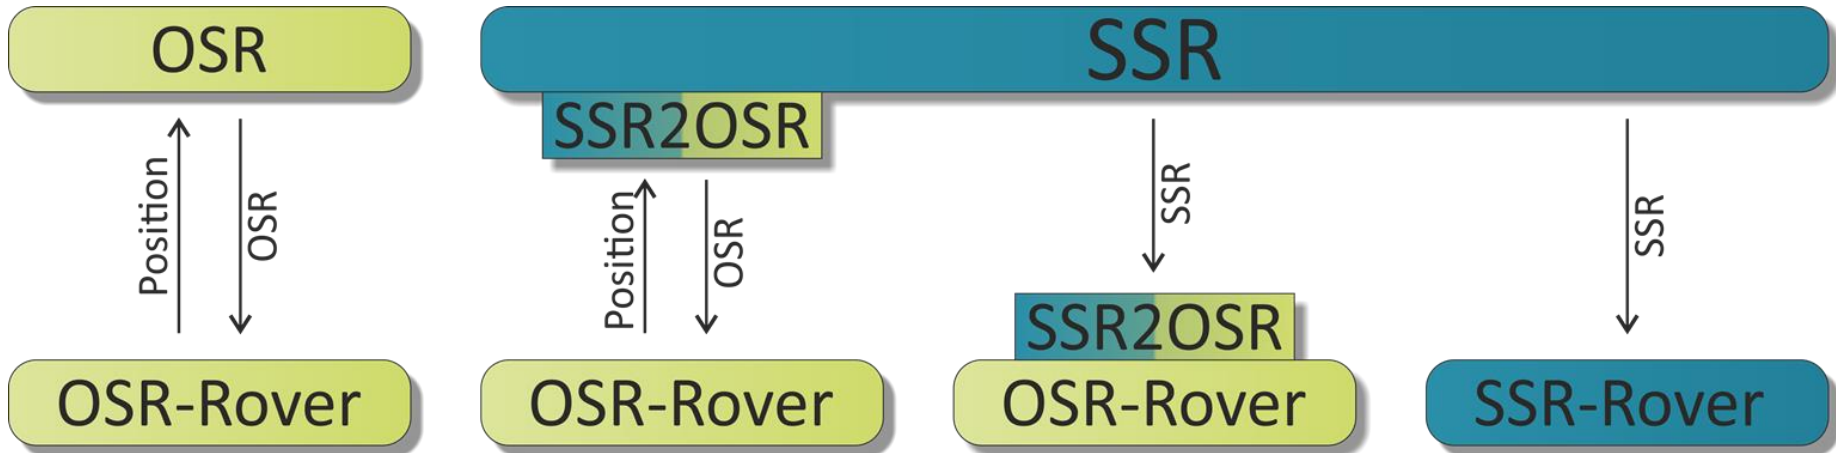 OSR
SSR
SSR2OSR
Position
OSR
Position
OSR
SSR
SSR
SSR2OSR
OSR-Rover
OSR-Rover
OSR-Rover
SSR-Rover